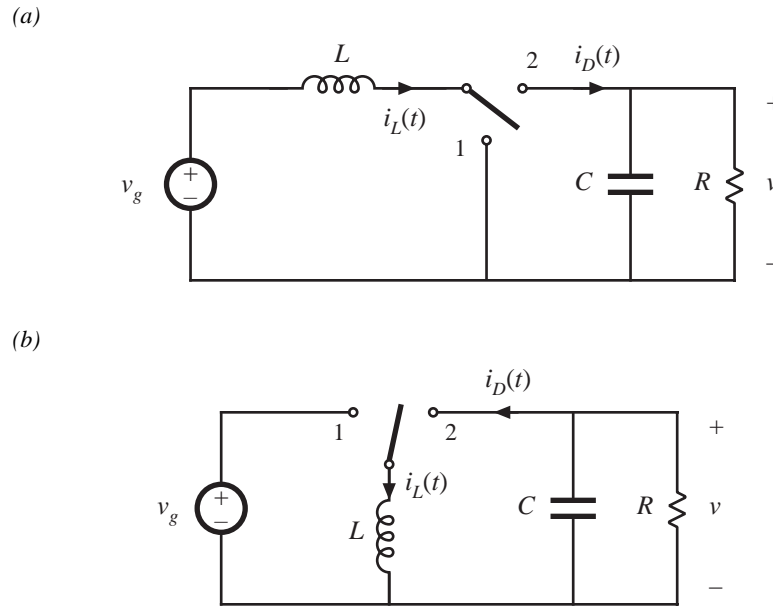 (a)
L
2
i_D(t)
i_L(t)
1
v_g
+
–
C
R
(b)
i_D(t)
1
2
+
v_g
+
–
i_L(t)
L
C
R
v
–